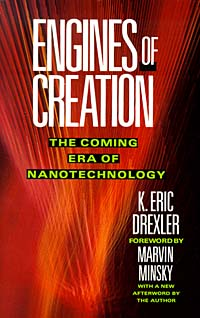 ENGINES OF
CREATION
THE COMING
ERA OF
NANOTECHNOLOGY
K. ERIC
DREXLER
FOREWORD BY
MARVIN
MINSKY
WITH A NEW
AFTERWORD BY
THE AUTHOR